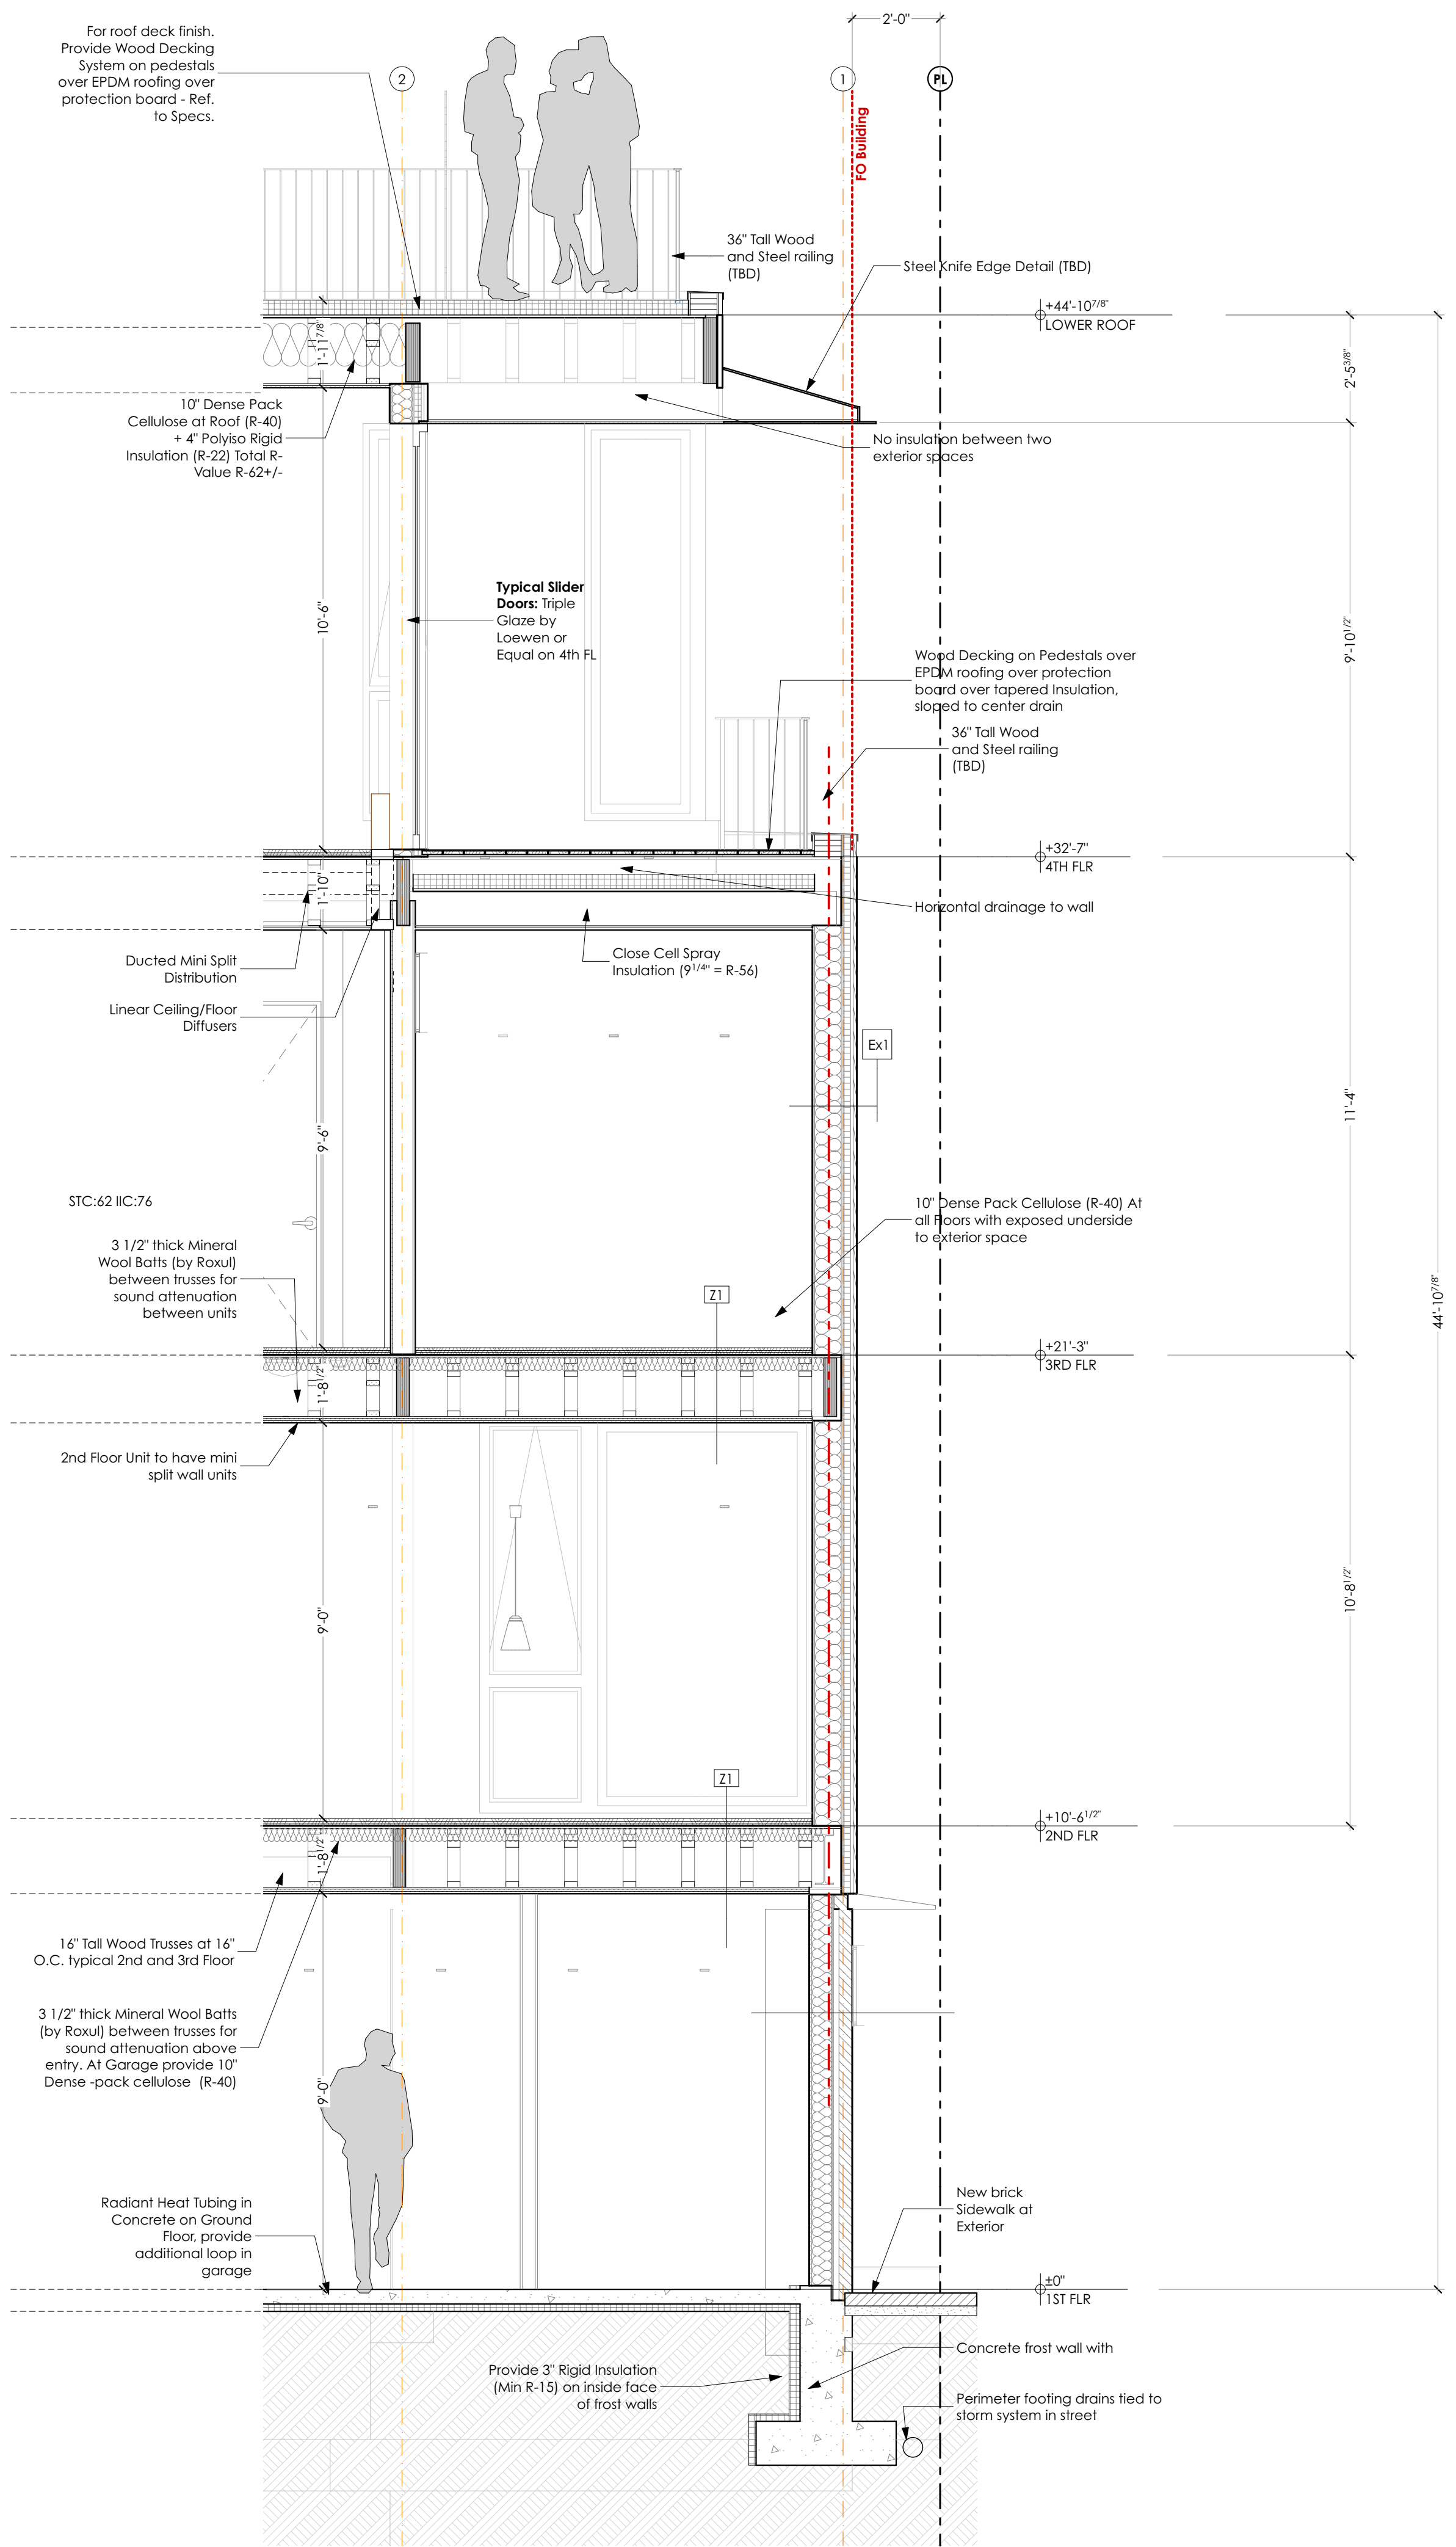 2'-0"
For roof deck finish.
Provide Wood Decking
System on pedestals
over EPDM roofing over
protection board - Ref.
to Specs.
2
1
PL
FO Building
36" Tall Wood
and Steel railing
(TBD)
Steel Knife Edge Detail (TBD)
+44'-10 7/8"
LOWER ROOF
1'-11 7/8"
2'-5 3/8"
10" Dense Pack
Cellulose at Roof (R-40)
+ 4" Polyiso Rigid
Insulation (R-22) Total R-
Value R-62+/-
No insulation between two
exterior spaces
Typical Slider
Doors: Triple
Glaze by
Loewen or
Equal on 4th FL
10'-6"
9'-10 1/2"
Wood Decking on Pedestals over
EPDM roofing over protection
board over tapered Insulation,
sloped to center drain
36" Tall Wood
and Steel railing
(TBD)
+32'-7"
4TH FLR
1'-10"
Horizontal drainage to wall
Ducted Mini Split
Distribution
Close Cell Spray
Insulation (9 1/4" = R-56)
Linear Ceiling/Floor
Diffusers
Ex1
9'-6"
11'-4"
STC:62 IIC:76
10" Dense Pack Cellulose (R-40) At
all Floors with exposed underside
to exterior space
3 1/2" thick Mineral
Wool Batts (by Roxul)
between trusses for
sound attenuation
between units
Z1
44'-10 7/8"
+21'-3"
3RD FLR
1'-8 1/2"
2nd Floor Unit to have mini
split wall units
9'-0"
10'-8 1/2"
Z1
+10'-6 1/2"
2ND FLR
1'-8 1/2"
16" Tall Wood Trusses at 16"
O.C. typical 2nd and 3rd Floor
3 1/2" thick Mineral Wool Batts
(by Roxul) between trusses for
sound attenuation above
entry. At Garage provide 10"
Dense -pack cellulose (R-40)
9'-0"
Radiant Heat Tubing in
Concrete on Ground
Floor, provide
additional loop in
garage
New brick
Sidewalk at
Exterior
±0"
1ST FLR
Provide 3" Rigid Insulation
(Min R-15) on inside face
of frost walls
Concrete frost wall with
Perimeter footing drains tied to
storm system in street